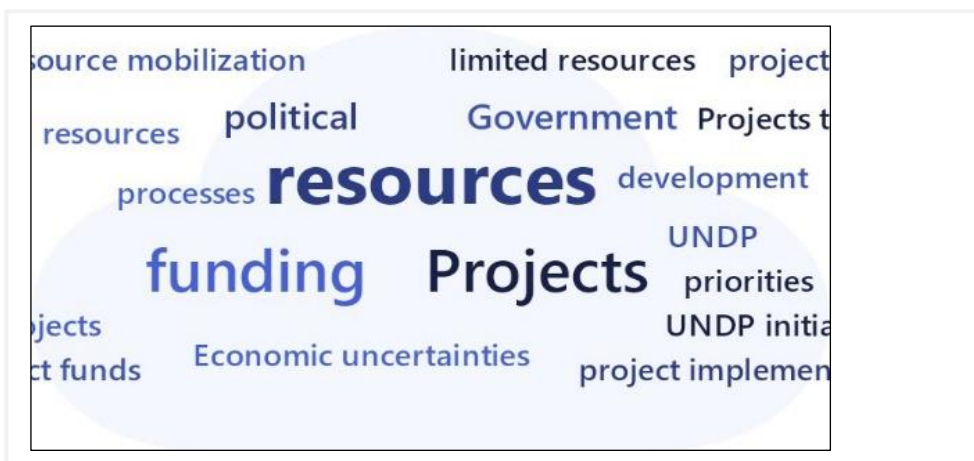 source mobilization limited resources project
political Government Projects t
resources
resources development
processes
UNDP
funding Projects priorities
jects UNDP initia
Economic uncertainties
ct funds project implemen